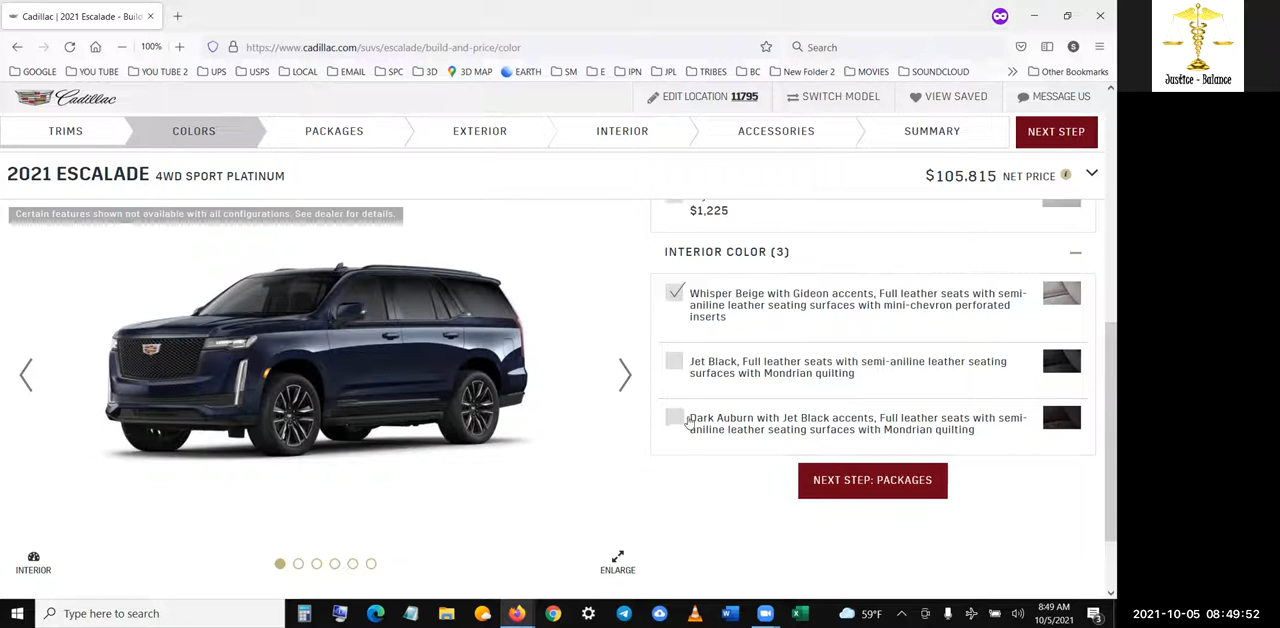 Cadillac | 2021 Escalade - Build
100%
https://www.cadillac.com/suvs/escalade/build-and-price/color
Search
GOOGLE YOU TUBE YOU TUBE 2 UPS USPS LOCAL EMAIL SPC 3D 3D MAP EARTH SM E IPN JPL TRIBES BC New Folder 2 MOVIES SOUNDCLOUD Other Bookmarks
Justice - Balance
Cadillac
EDIT LOCATION 11795 SWITCH MODEL VIEW SAVED MESSAGE US
TRIMS COLORS PACKAGES EXTERIOR INTERIOR ACCESSORIES SUMMARY NEXT STEP
2021 ESCALADE 4WD SPORT PLATINUM $105,815 NET PRICE
Certain features shown not available with all configurations. See dealer for details.
$1,225
INTERIOR COLOR (3)
Whisper Beige with Gideon accents, Full leather seats with semi-
aniline leather seating surfaces with mini-chevron perforated
inserts
Jet Black, Full leather seats with semi-aniline leather seating
surfaces with Mondrian quilting
Dark Auburn with Jet Black accents, Full leather seats with semi-
aniline leather seating surfaces with Mondrian quilting
NEXT STEP: PACKAGES
INTERIOR
ENLARGE
Type here to search
59°F
8:49 AM
10/5/2021
3
2021-10-05 08:49:52